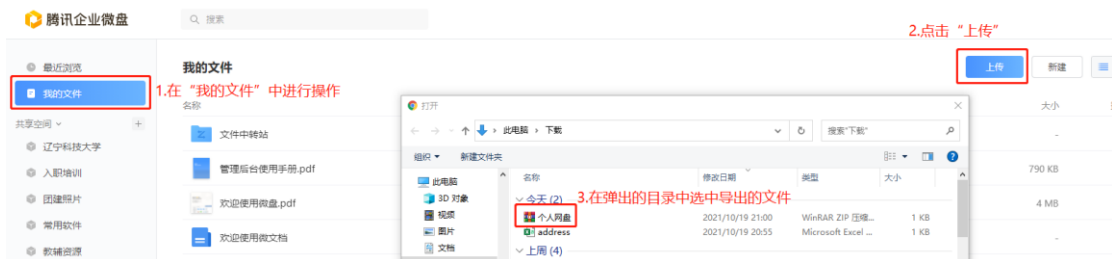 腾讯企业微盘
搜索
2.点击“上传”
最近浏览
我的文件
上传
新建
我的文件
1.在“我的文件”中进行操作
名称
大小
共享空间
文件中转站
-
辽宁科技大学
管理后台使用手册.pdf
790 KB
入职培训
团建照片
欢迎使用微盘.pdf
4 MB
常用软件
欢迎使用微文档
-
教辅资源
打开
此电脑 › 下载
搜索"下载"
组织
新建文件夹
此电脑
3D 对象
视频
图片
文档
名称
修改日期
类型
大小
今天 (2)
3.在弹出的目录中选中导出的文件
个人网盘
2021/10/19 21:00
WinRAR ZIP 压缩...
1 KB
address
2021/10/19 20:55
Microsoft Excel ...
1 KB
上周 (4)